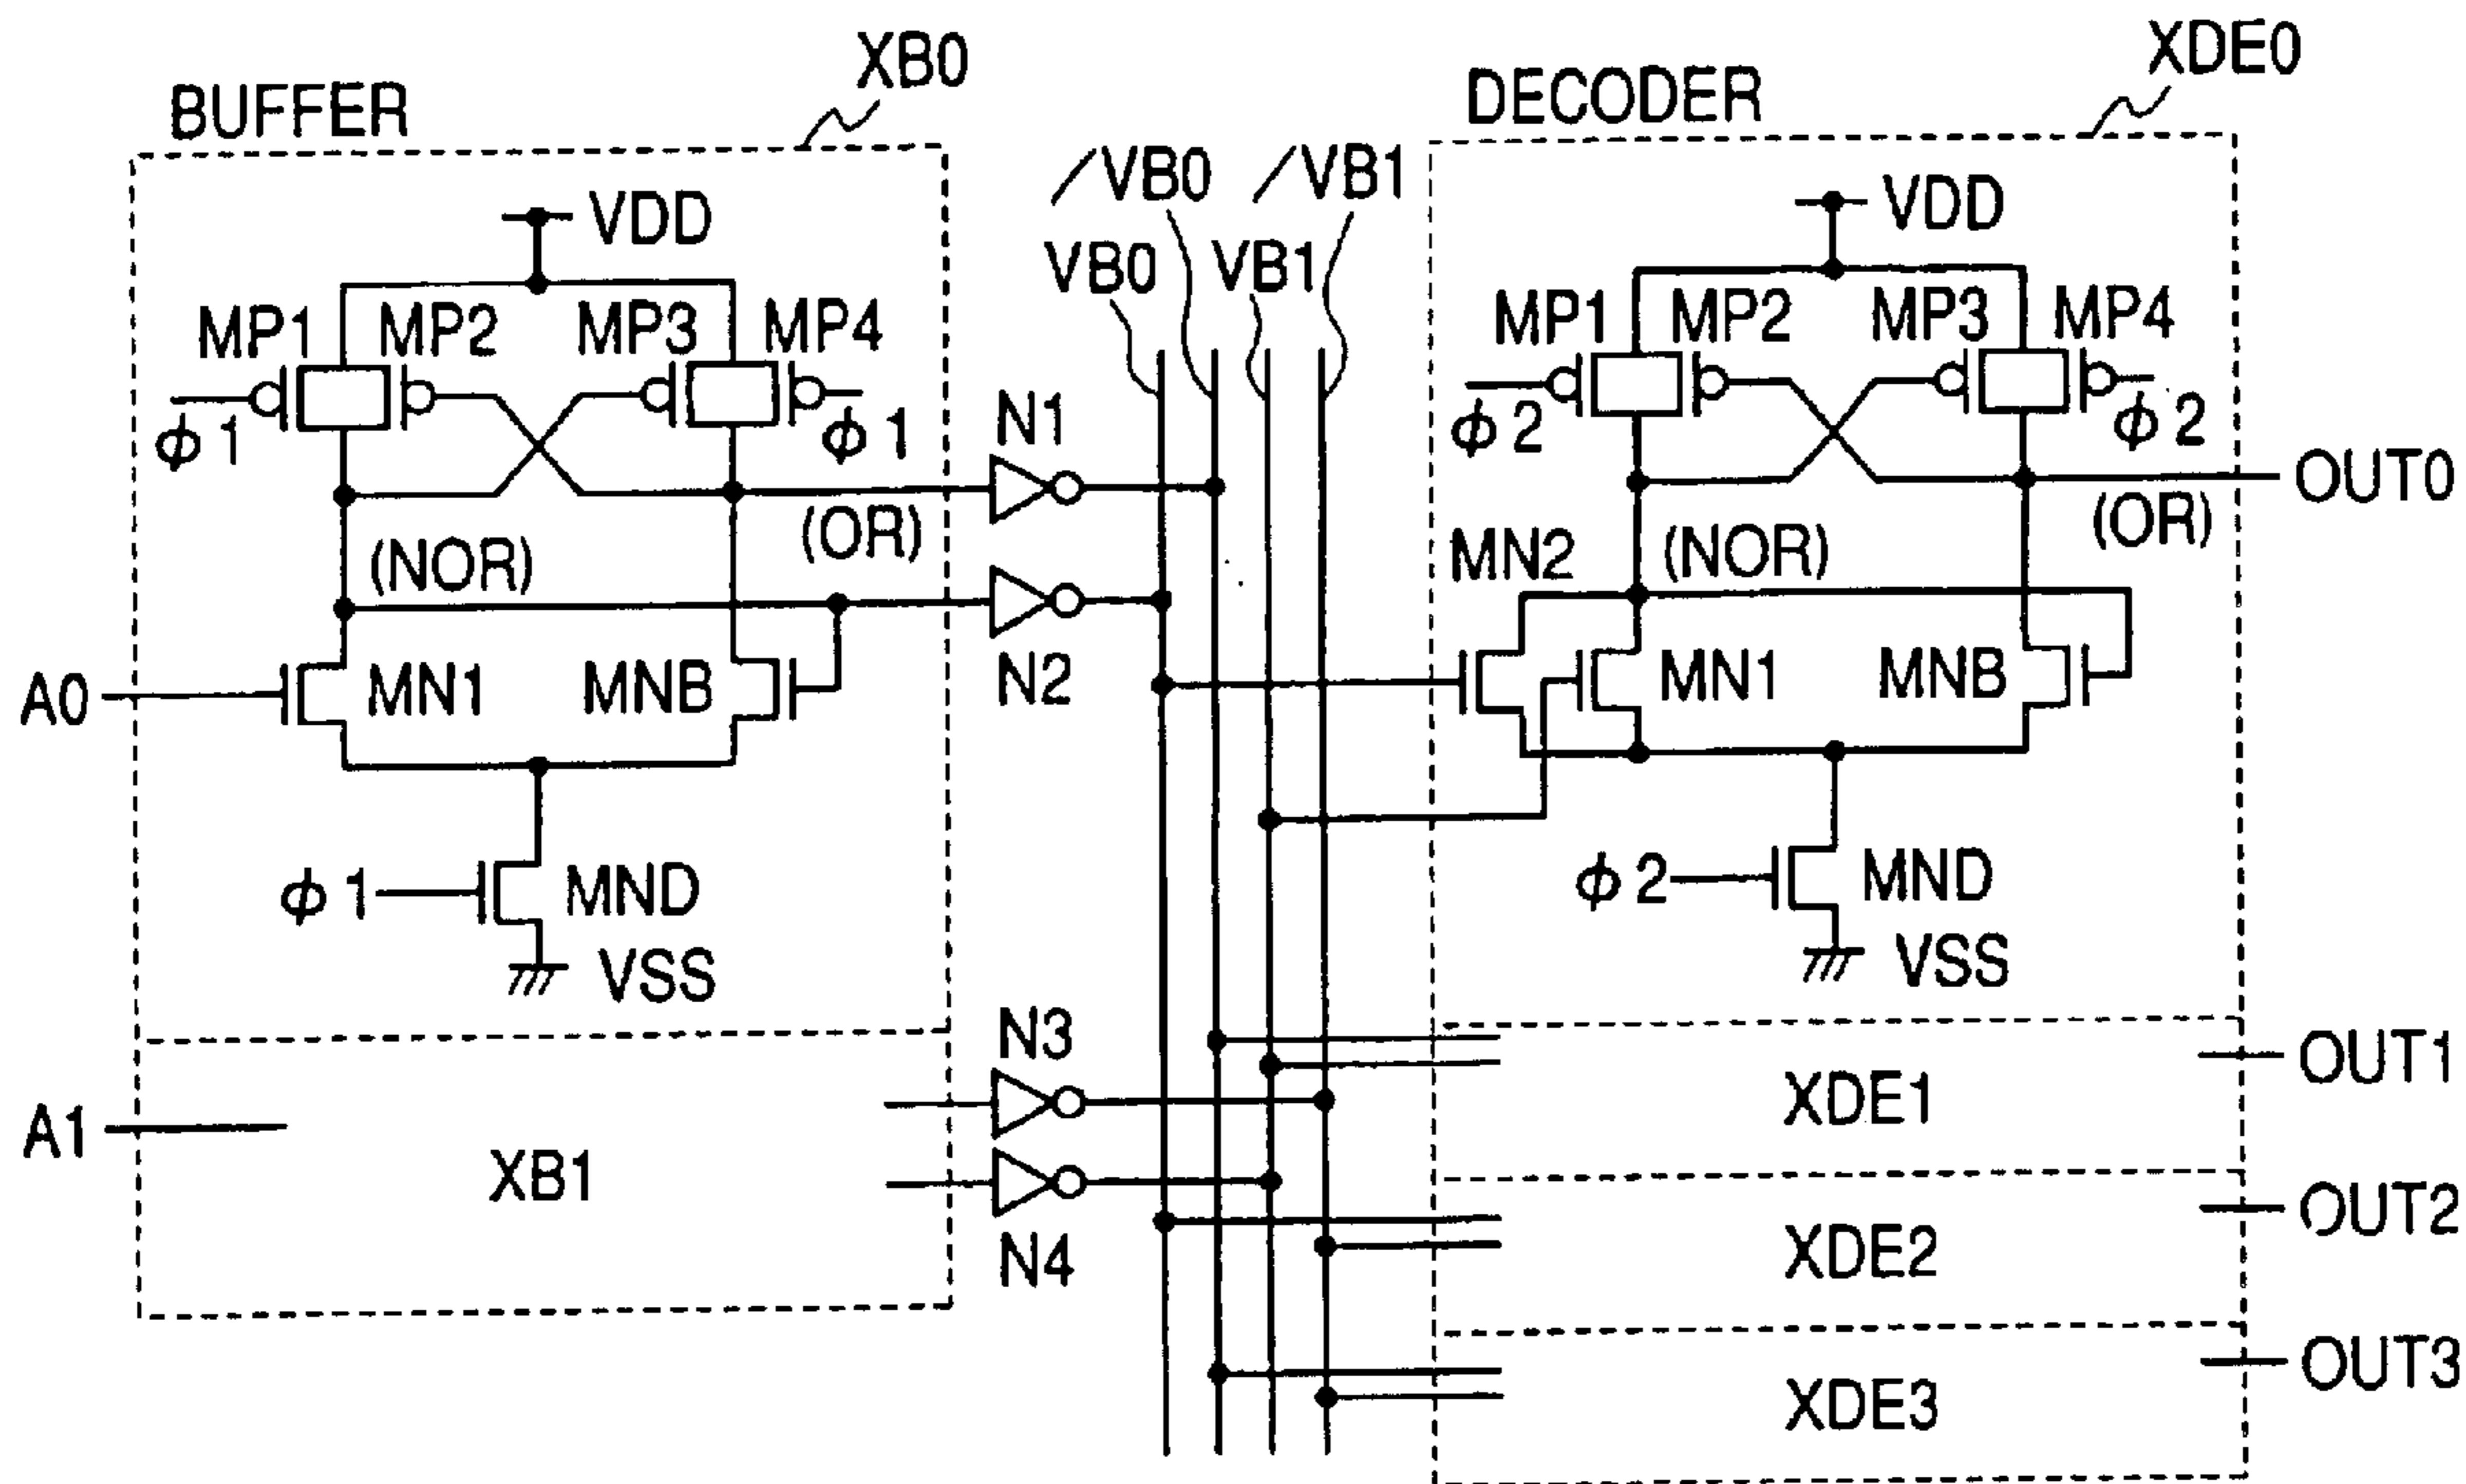 XB0
XDE0
BUFFER
DECODER
/VB0 /VB1
VB0 VB1
VDD
VDD
MP1 MP2 MP3 MP4
MP1 MP2 MP3 MP4
ϕ1 ϕ1
N1
ϕ2 ϕ2
OUT0
(NOR) (OR)
MN2 (NOR) (OR)
A0
MN1 MNB
N2
MN1 MNB
ϕ1 MND
VSS
ϕ2 MND
VSS
N3
A1
XB1
N4
XDE1
OUT1
XDE2
OUT2
XDE3
OUT3